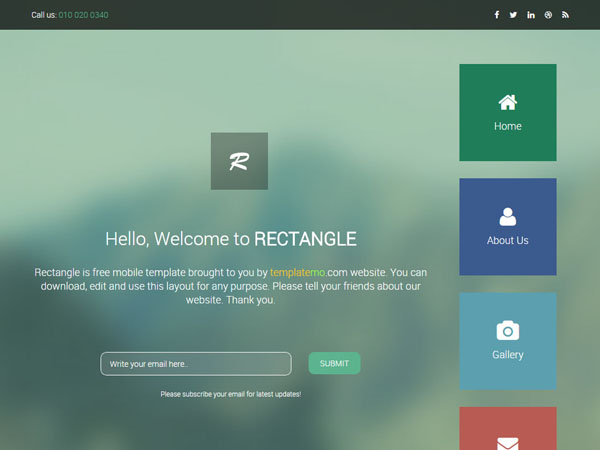 Call us: 010 020 0340
Home
R
About Us
Hello, Welcome to RECTANGLE
Rectangle is free mobile template brought to you by templatemo.com website. You can
download, edit and use this layout for any purpose. Please tell your friends about our
website. Thank you.
Gallery
Write your email here..
SUBMIT
Please subscribe your email for latest updates!